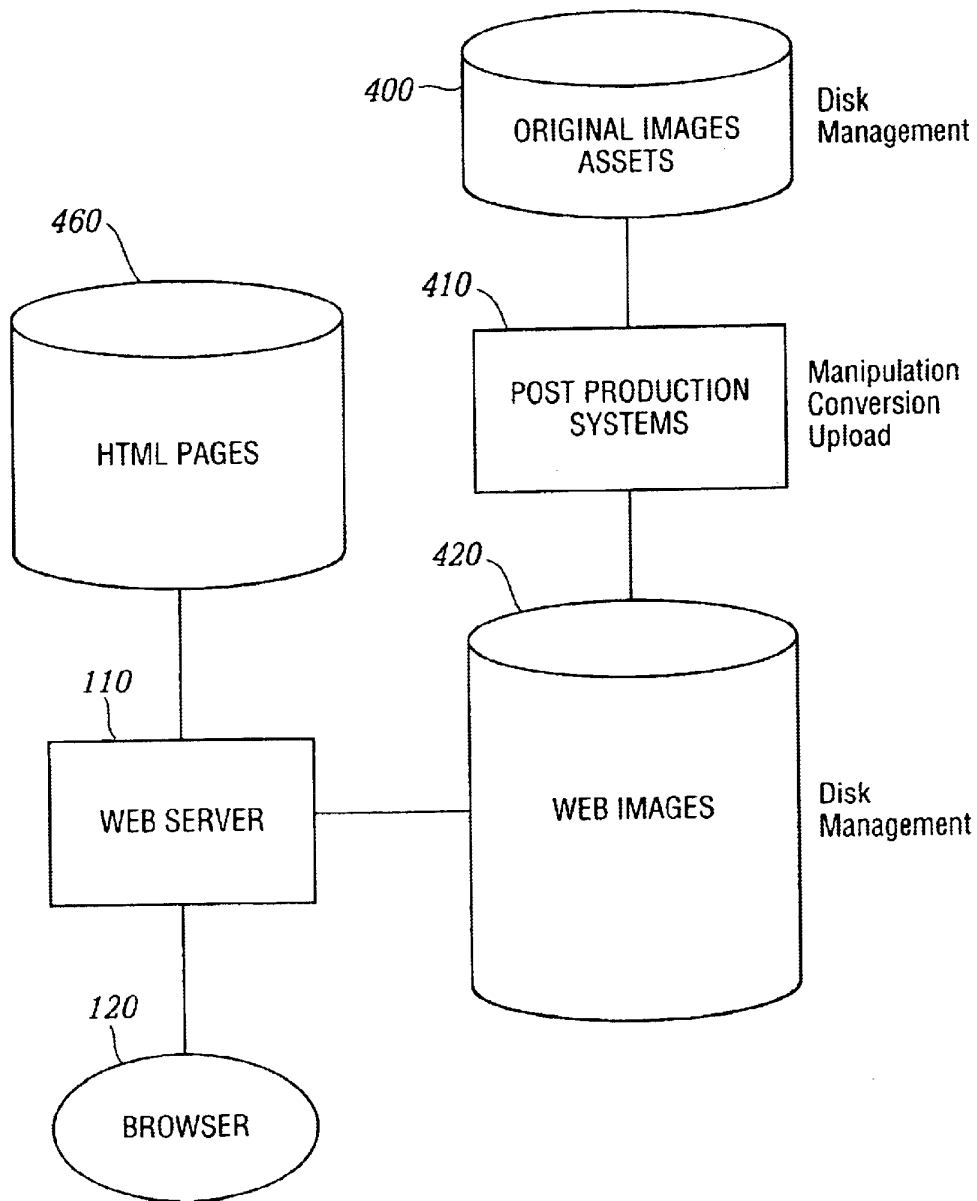 400
ORIGINAL IMAGES
ASSETS
Disk
Management
460
410
HTML PAGES
POST PRODUCTION
SYSTEMS
Manipulation
Conversion
Upload
420
110
WEB SERVER
WEB IMAGES
Disk
Management
120
BROWSER